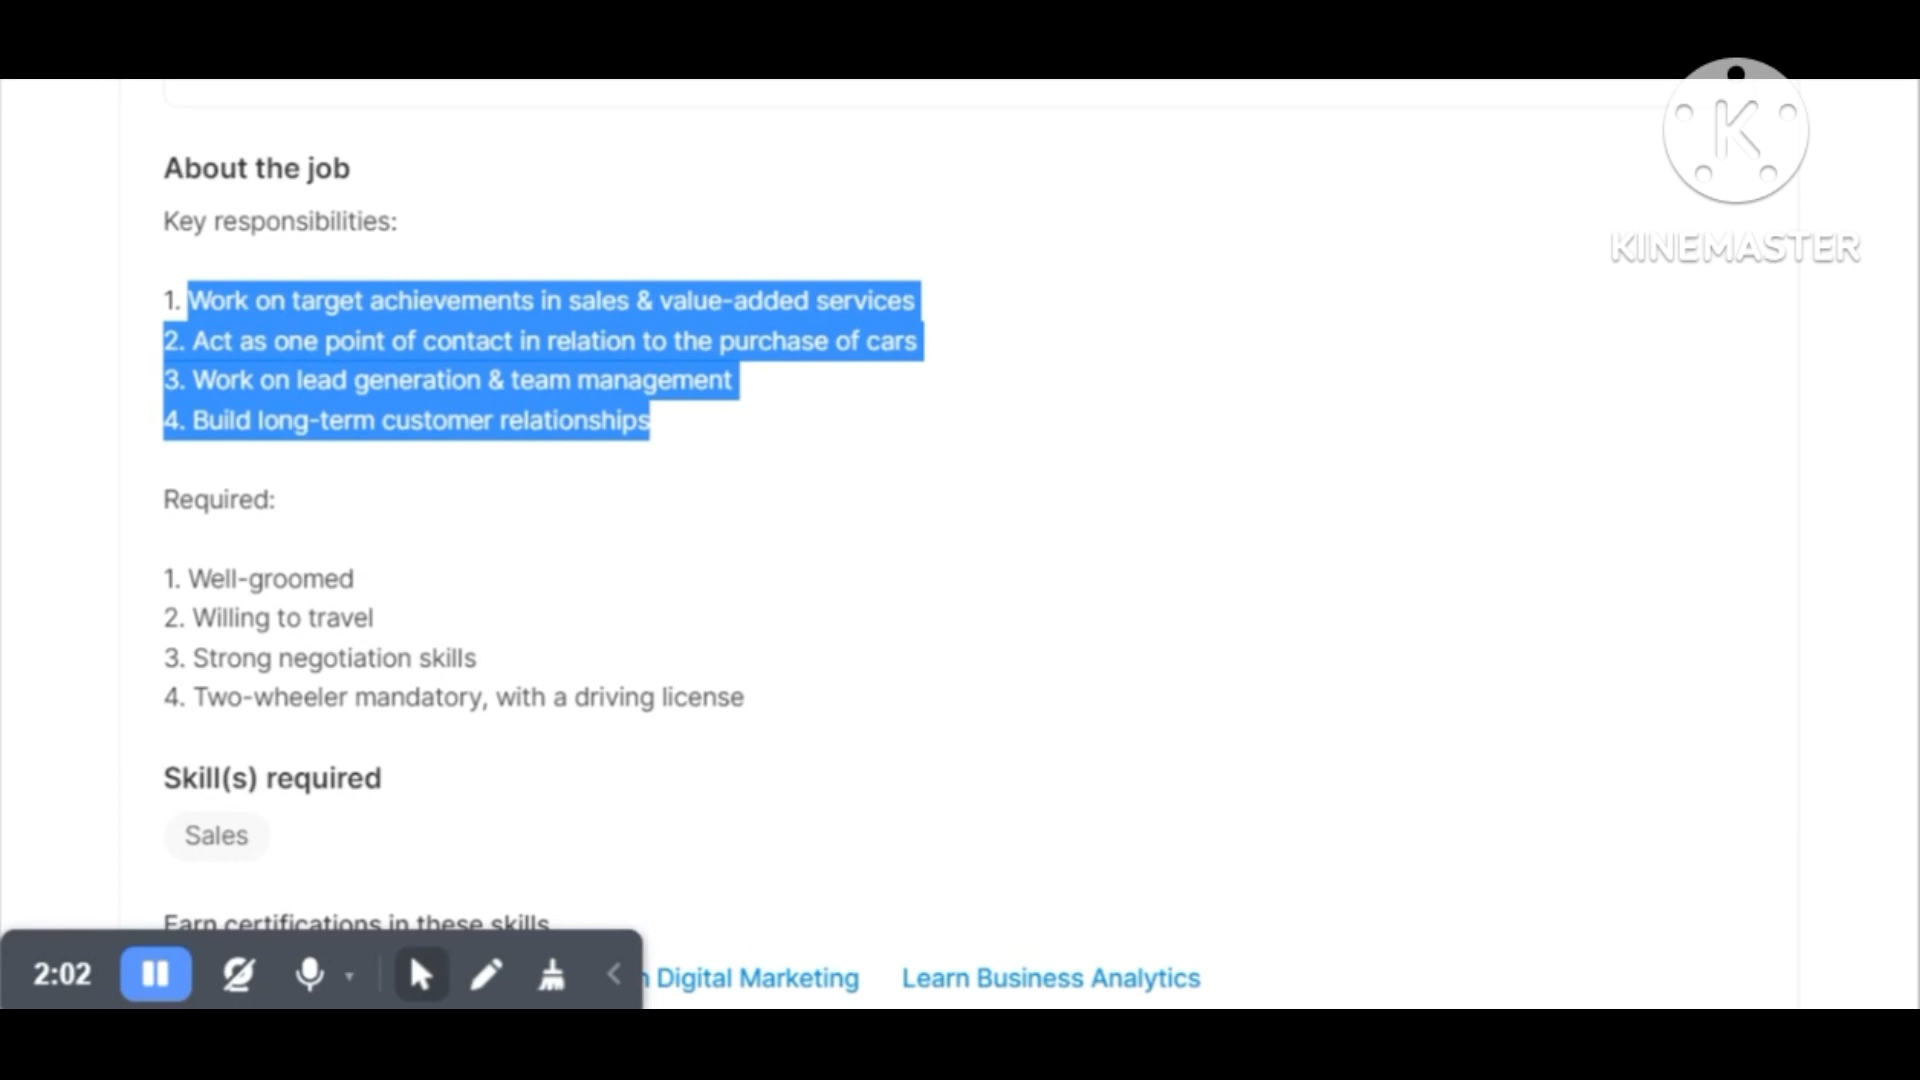 K
KINEMASTER
About the job
Key responsibilities:
1. Work on target achievements in sales & value-added services
2. Act as one point of contact in relation to the purchase of cars
3. Work on lead generation & team management
4. Build long-term customer relationships
Required:
1. Well-groomed
2. Willing to travel
3. Strong negotiation skills
4. Two-wheeler mandatory, with a driving license
Skill(s) required
Sales
Earn certifications in these skills
2:02
Digital Marketing
Learn Business Analytics